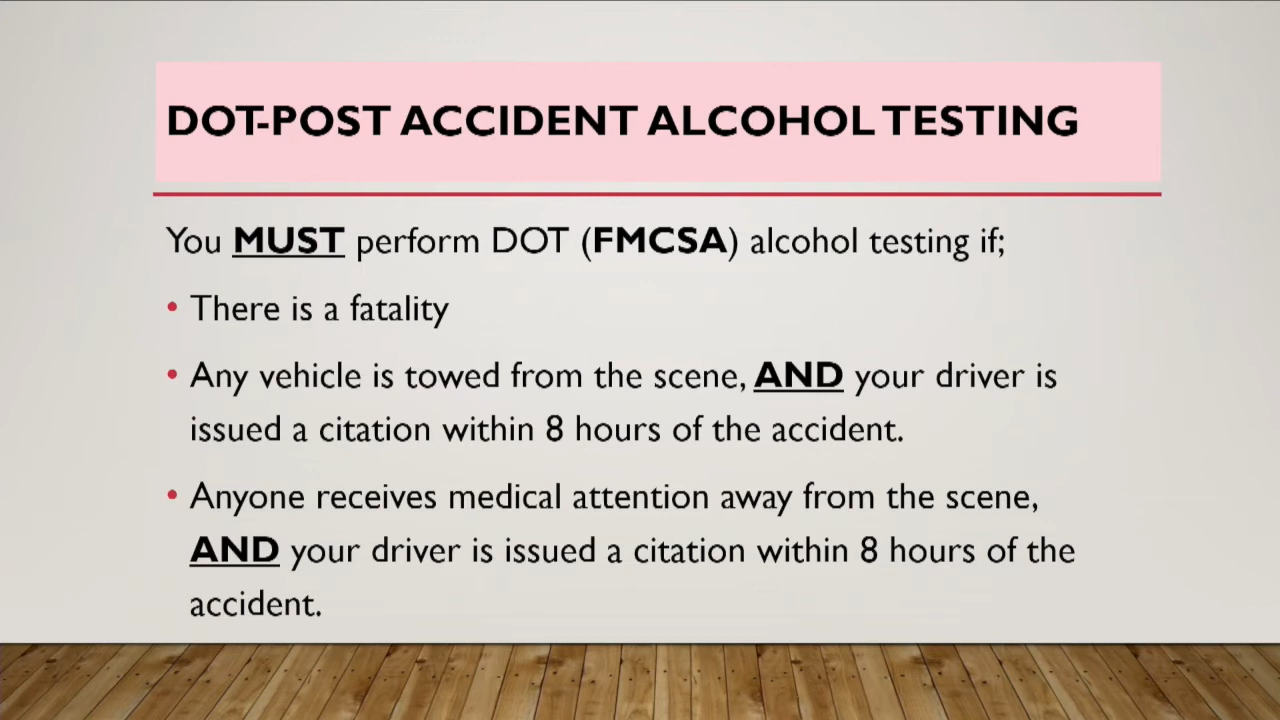 DOT-POST ACCIDENT ALCOHOL TESTING
You MUST perform DOT (FMCSA) alcohol testing if;
• There is a fatality
• Any vehicle is towed from the scene, AND your driver is
issued a citation within 8 hours of the accident.
• Anyone receives medical attention away from the scene,
AND your driver is issued a citation within 8 hours of the
accident.